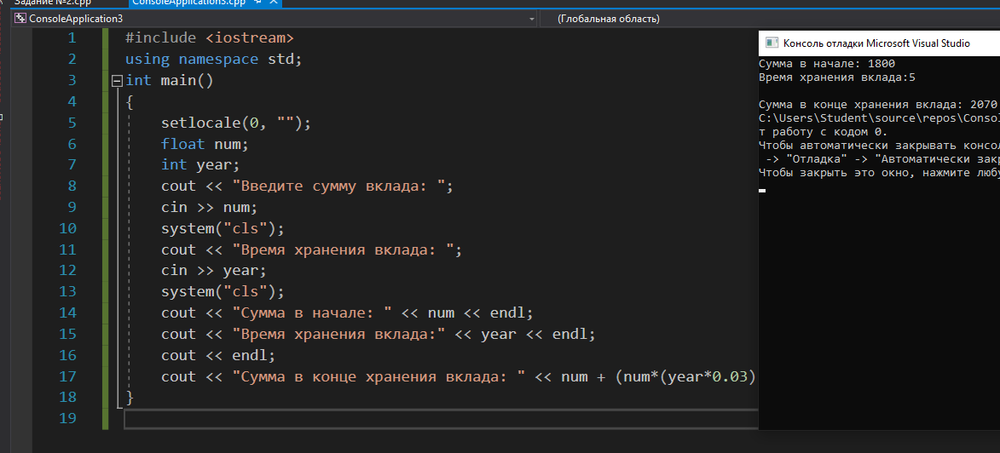 Задание №2.cpp
ConsoleApplication3.cpp
ConsoleApplication3
(Глобальная область)
1 #include <iostream>
2 using namespace std;
3 int main()
4 {
5 setlocale(0, "");
6 float num;
7 int year;
8 cout << "Введите сумму вклада: ";
9 cin >> num;
10 system("cls");
11 cout << "Время хранения вклада: ";
12 cin >> year;
13 system("cls");
14 cout << "Сумма в начале: " << num << endl;
15 cout << "Время хранения вклада:" << year << endl;
16 cout << endl;
17 cout << "Сумма в конце хранения вклада: " << num + (num*(year*0.03)
18 }
19
Консоль отладки Microsoft Visual Studio
Сумма в начале: 1800
Время хранения вклада:5
Сумма в конце хранения вклада: 2070
C:\Users\Student\source\repos\Consol
т работу с кодом 0.
Чтобы автоматически закрывать консол
-> "Отладка" -> "Автоматически закр
Чтобы закрыть это окно, нажмите любу